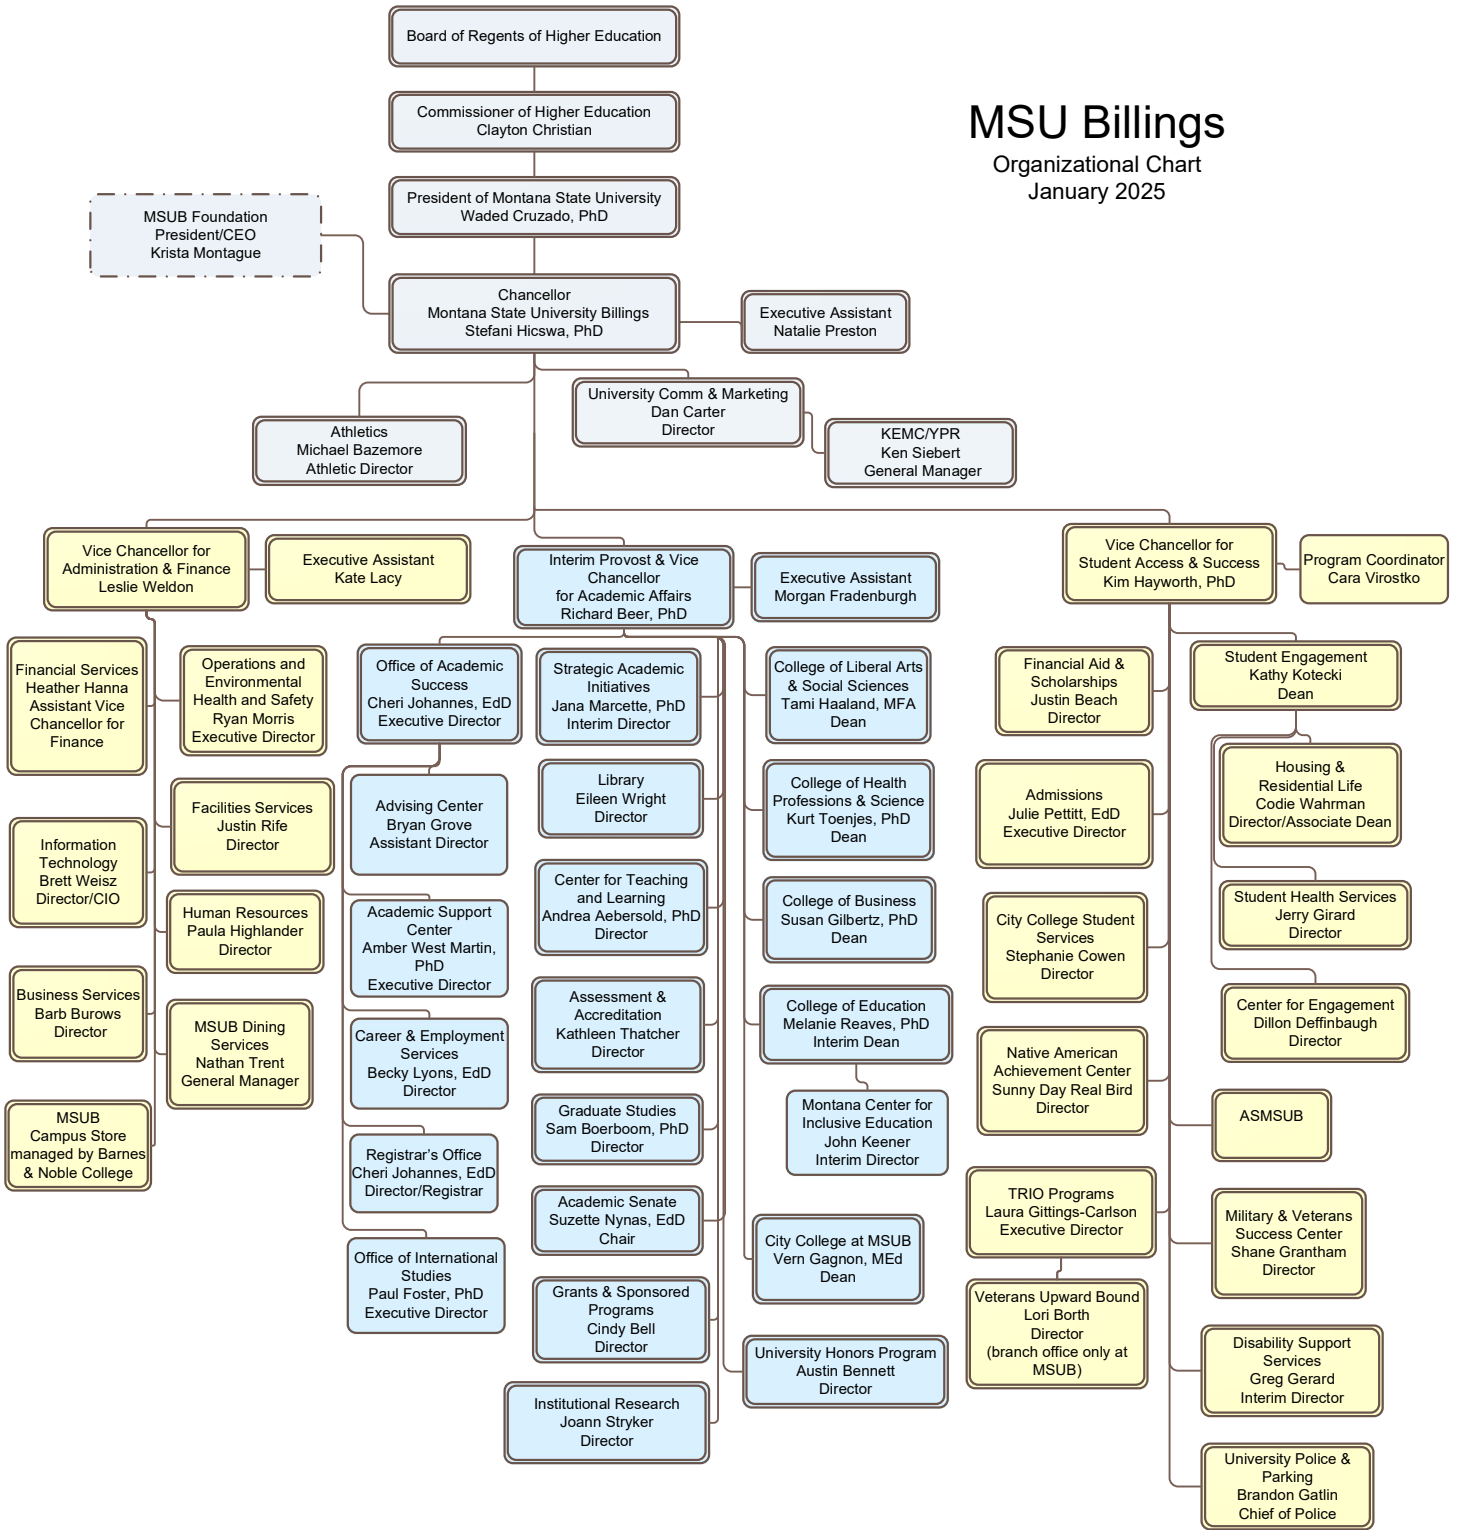 Board of Regents of Higher Education
Commissioner of Higher Education
Clayton Christian
MSU Billings
Organizational Chart
January 2025
President of Montana State University
Waded Cruzado, PhD
MSUB Foundation
President/CEO
Krista Montague
Chancellor
Montana State University Billings
Stefani Hicswa, PhD
Executive Assistant
Natalie Preston
University Comm & Marketing
Dan Carter
Director
Athletics
Michael Bazemore
Athletic Director
KEMC/YPR
Ken Siebert
General Manager
Vice Chancellor for
Administration & Finance
Leslie Weldon
Executive Assistant
Kate Lacy
Financial Services
Heather Hanna
Assistant Vice
Chancellor for
Finance
Operations and
Environmental
Health and Safety
Ryan Morris
Executive Director
Facilities Services
Justin Rife
Director
Information
Technology
Brett Weisz
Director/CIO
Human Resources
Paula Highlander
Director
Business Services
Barb Burows
Director
MSUB Dining
Services
Nathan Trent
General Manager
MSUB
Campus Store
managed by Barnes
& Noble College
Interim Provost & Vice
Chancellor
for Academic Affairs
Richard Beer, PhD
Executive Assistant
Morgan Fradenburgh
Office of Academic
Success
Cheri Johannes, EdD
Executive Director
Advising Center
Bryan Grove
Assistant Director
Academic Support
Center
Amber West Martin,
PhD
Executive Director
Career & Employment
Services
Becky Lyons, EdD
Director
Registrar’s Office
Cheri Johannes, EdD
Director/Registrar
Office of International
Studies
Paul Foster, PhD
Executive Director
Strategic Academic
Initiatives
Jana Marcette, PhD
Interim Director
Library
Eileen Wright
Director
Center for Teaching
and Learning
Andrea Aebersold, PhD
Director
Assessment &
Accreditation
Kathleen Thatcher
Director
Graduate Studies
Sam Boerboom, PhD
Director
Academic Senate
Suzette Nynas, EdD
Chair
Grants & Sponsored
Programs
Cindy Bell
Director
Institutional Research
Joann Stryker
Director
College of Liberal Arts
& Social Sciences
Tami Haaland, MFA
Dean
College of Health
Professions & Science
Kurt Toenjes, PhD
Dean
College of Business
Susan Gilbertz, PhD
Dean
College of Education
Melanie Reaves, PhD
Interim Dean
Montana Center for
Inclusive Education
John Keener
Interim Director
City College at MSUB
Vern Gagnon, MEd
Dean
University Honors Program
Austin Bennett
Director
Vice Chancellor for
Student Access & Success
Kim Hayworth, PhD
Program Coordinator
Cara Virostko
Financial Aid &
Scholarships
Justin Beach
Director
Admissions
Julie Pettitt, EdD
Executive Director
City College Student
Services
Stephanie Cowen
Director
Native American
Achievement Center
Sunny Day Real Bird
Director
TRIO Programs
Laura Gittings-Carlson
Executive Director
Veterans Upward Bound
Lori Borth
Director
(branch office only at
MSUB)
Student Engagement
Kathy Kotecki
Dean
Housing &
Residential Life
Codie Wahrman
Director/Associate Dean
Student Health Services
Jerry Girard
Director
Center for Engagement
Dillon Deffinbaugh
Director
ASMSUB
Military & Veterans
Success Center
Shane Grantham
Director
Disability Support
Services
Greg Gerard
Interim Director
University Police &
Parking
Brandon Gatlin
Chief of Police